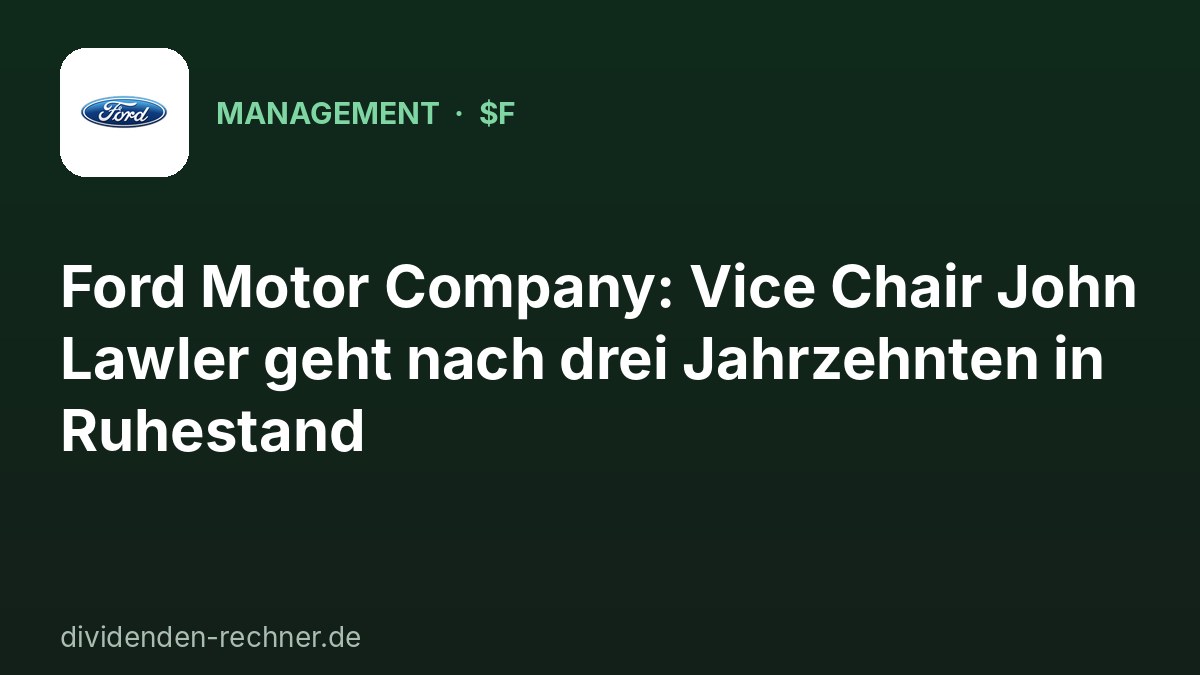 Ford
MANAGEMENT · $F
Ford Motor Company: Vice Chair John
Lawler geht nach drei Jahrzehnten in
Ruhestand
dividenden-rechner.de